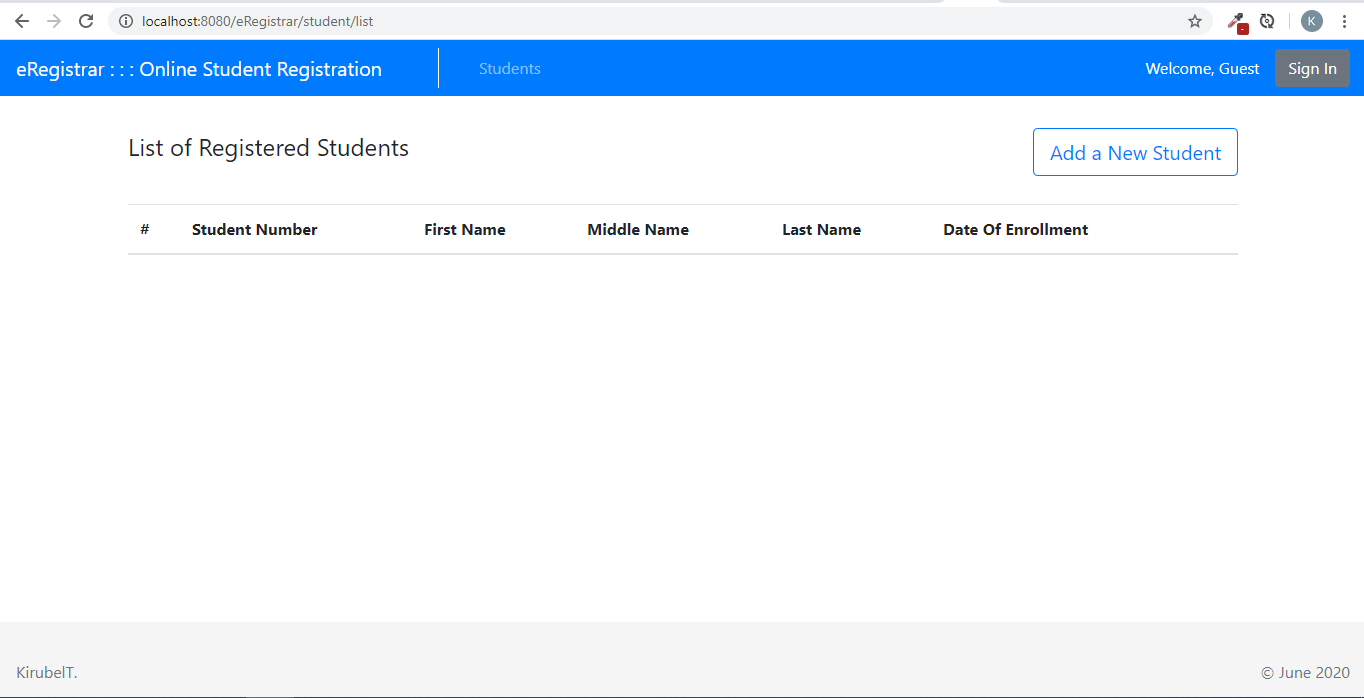 localhost:8080/eRegistrar/student/list
K
eRegistrar : : : Online Student Registration
Students
Welcome, Guest
Sign In
List of Registered Students
Add a New Student
# Student Number First Name Middle Name Last Name Date Of Enrollment
KirubelT.
© June 2020